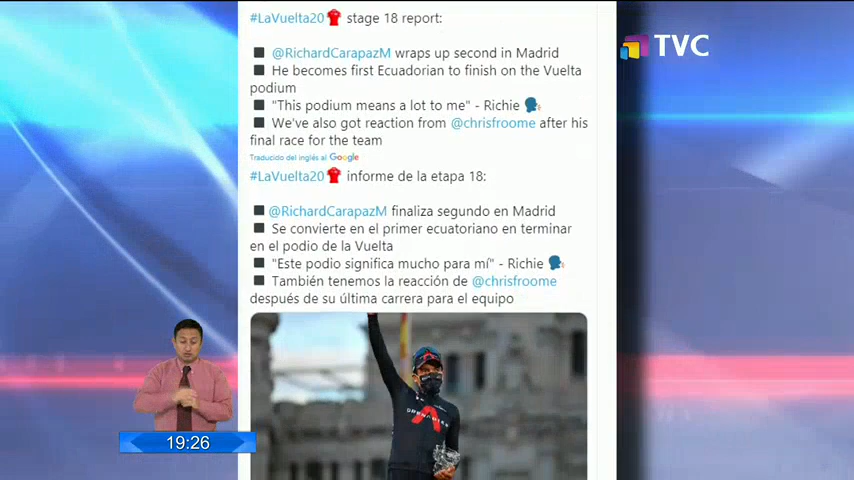 #LaVuelta20 stage 18 report:
@RichardCarapazM wraps up second in Madrid
He becomes first Ecuadorian to finish on the Vuelta
podium
"This podium means a lot to me" - Richie
We've also got reaction from @chrisfroome after his
final race for the team
Traducido del inglés al Google
#LaVuelta20 informe de la etapa 18:
@RichardCarapazM finaliza segundo en Madrid
Se convierte en el primer ecuatoriano en terminar
en el podio de la Vuelta
"Este podio significa mucho para mí" - Richie
También tenemos la reacción de @chrisfroome
después de su última carrera para el equipo
TVC
GRENADIER
19:26